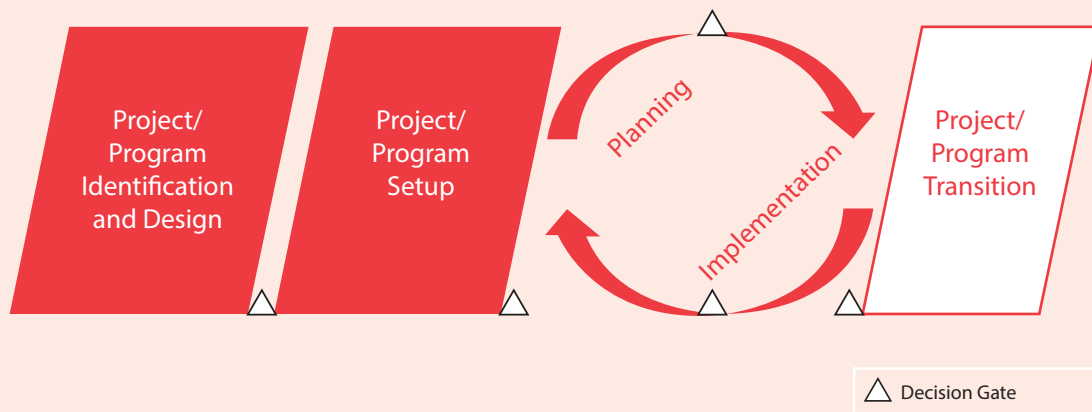 Project/
Program
Identification
and Design
Project/
Program
Setup
Planning
Implementation
Project/
Program
Transition
Decision Gate